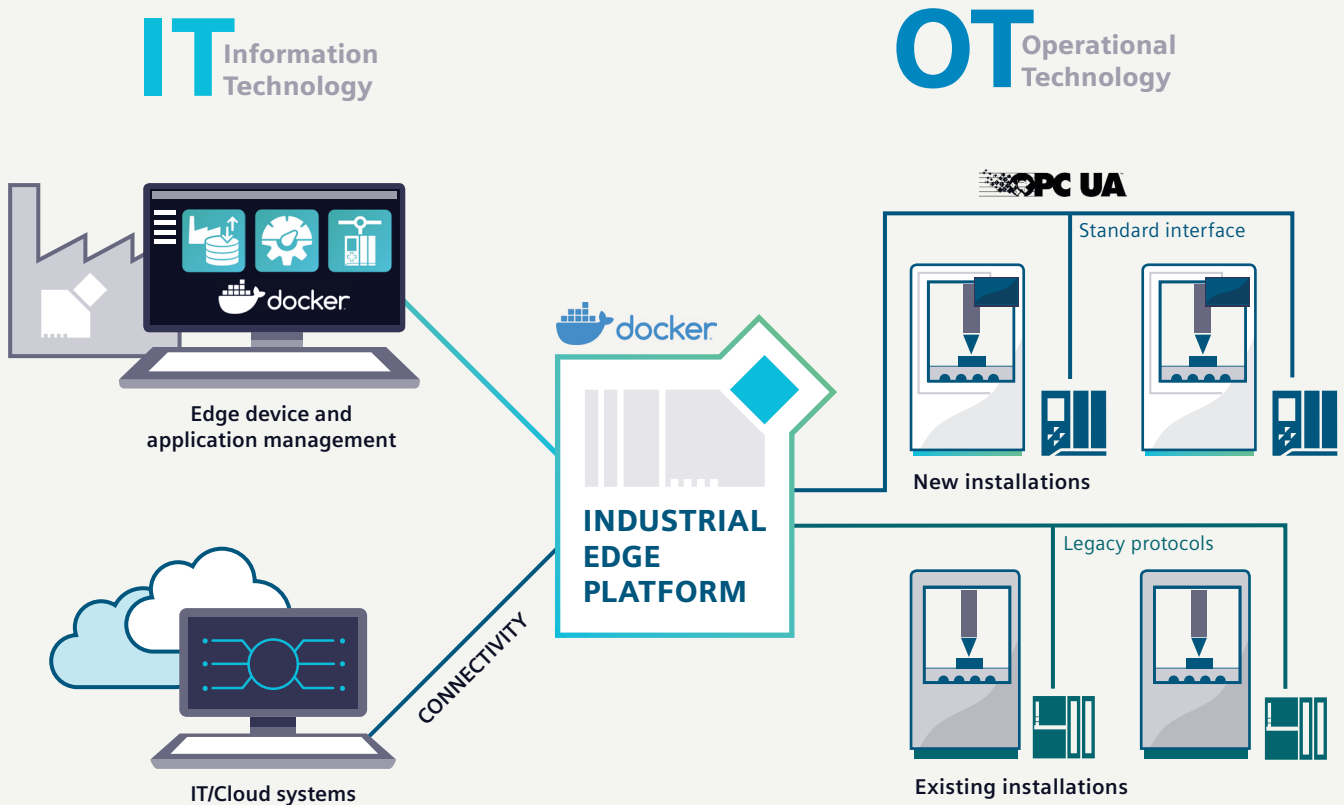 IT Information
Technology
OT Operational
Technology
OPC UA
Standard interface
docker
Edge device and
application management
docker
INDUSTRIAL
EDGE
PLATFORM
New installations
Legacy protocols
CONNECTIVITY
IT/Cloud systems
Existing installations